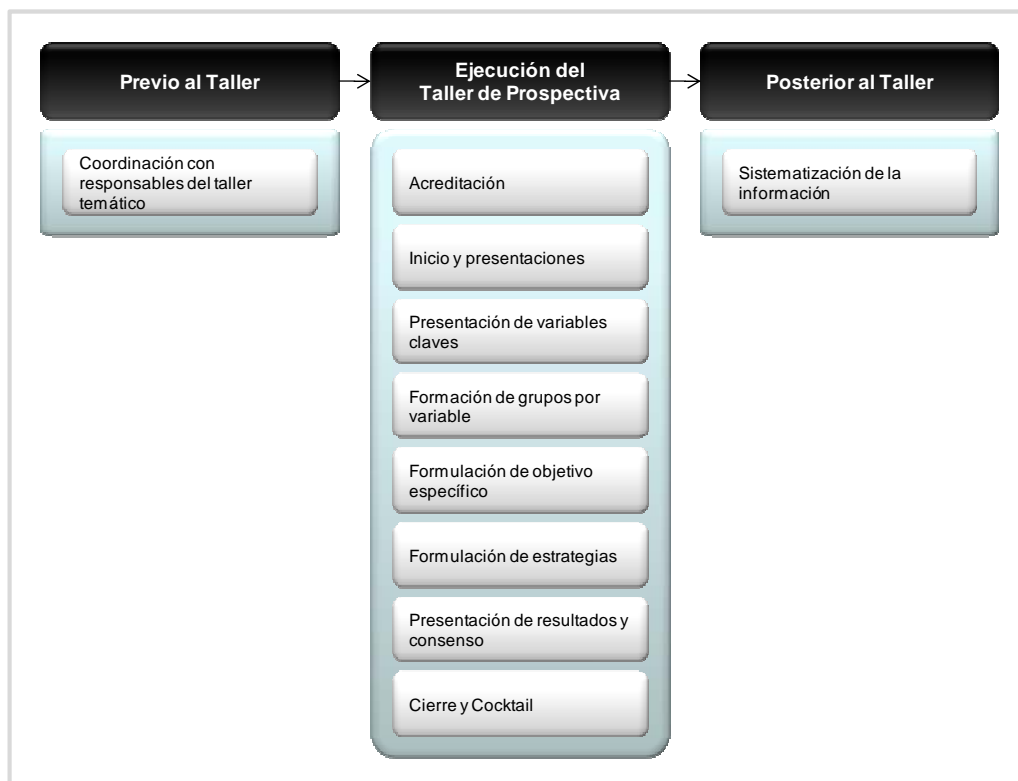 Previo al Taller
Ejecución del
Taller de Prospectiva
Posterior al Taller
Coordinación con
responsables del taller
temático
Acreditación
Inicio y presentaciones
Presentación de variables
claves
Formación de grupos por
variable
Formulación de objetivo
específico
Formulación de estrategias
Presentación de resultados y
consenso
Cierre y Cocktail
Sistematización de la
información